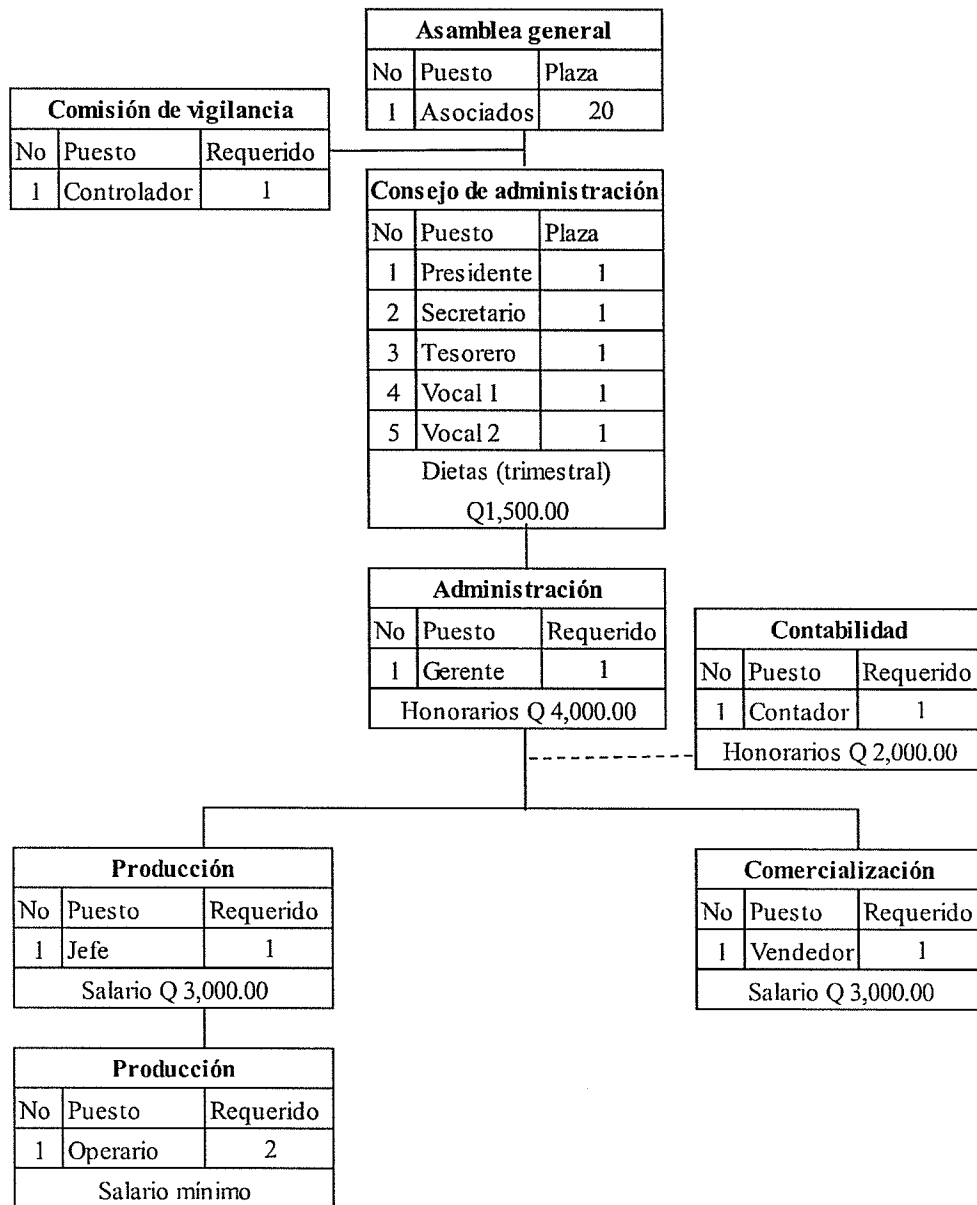 Asamblea general
No Puesto Plaza
1 Asociados 20
Comisión de vigilancia
No Puesto Requerido
1 Controlador 1
Consejo de administración
No Puesto Plaza
1 Presidente 1
2 Secretario 1
3 Tesorero 1
4 Vocal 1 1
5 Vocal 2 1
Dietas (trimestral)
Q1,500.00
Administración
No Puesto Requerido
1 Gerente 1
Honorarios Q 4,000.00
Contabilidad
No Puesto Requerido
1 Contador 1
Honorarios Q 2,000.00
Producción
No Puesto Requerido
1 Jefe 1
Salario Q 3,000.00
Comercialización
No Puesto Requerido
1 Vendedor 1
Salario Q 3,000.00
Producción
No Puesto Requerido
1 Operario 2
Salario mínimo